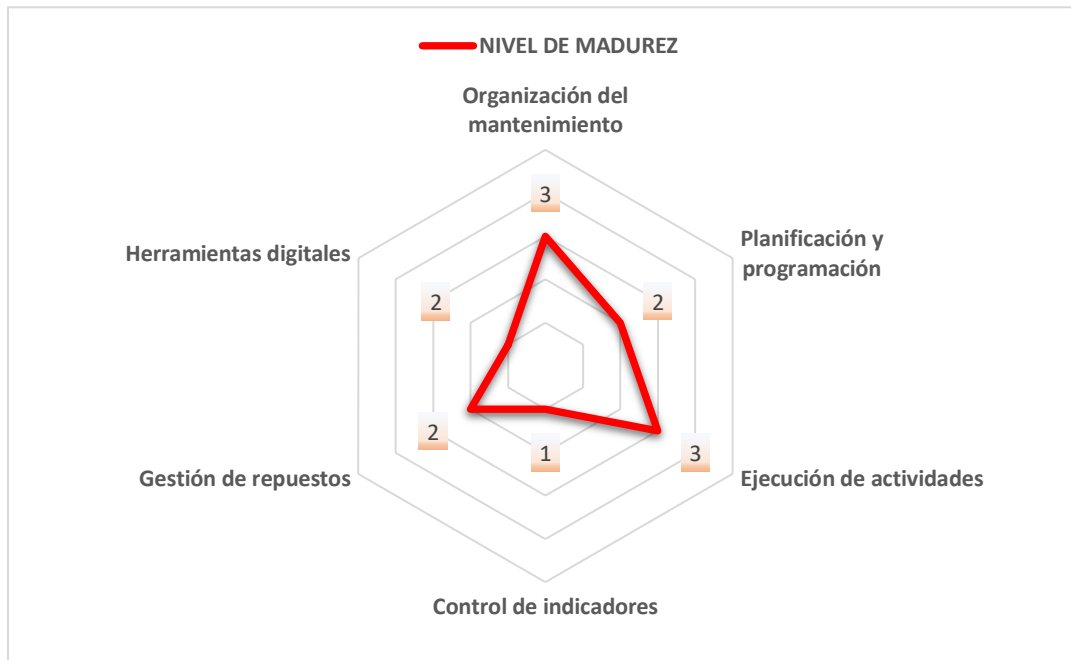 NIVEL DE MADUREZ
Organización del
mantenimiento
3
Planificación y
programación
2
Herramientas digitales
2
2
3
Gestión de repuestos
Ejecución de actividades
1
Control de indicadores